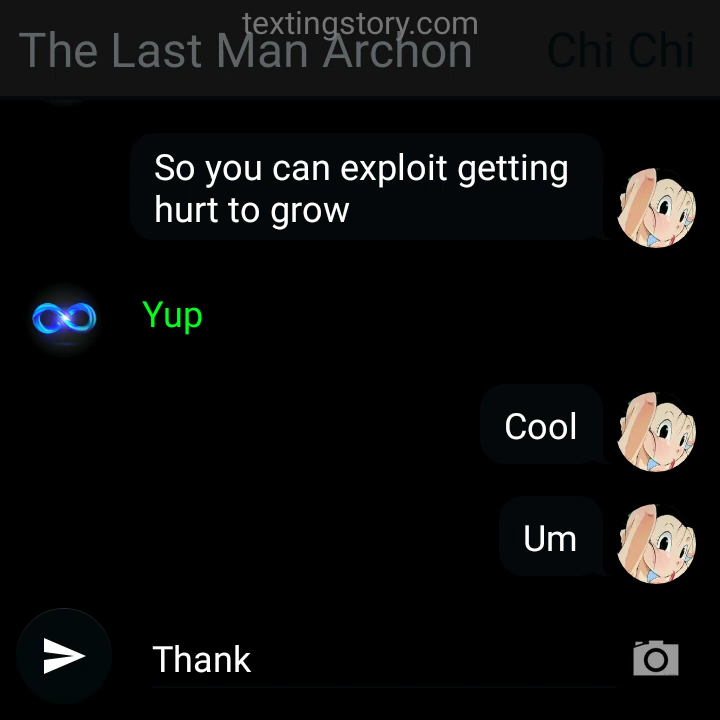 textingstory.com
The Last Man Archon Chi Chi
So you can exploit getting
hurt to grow
Yup
Cool
Um
Thank